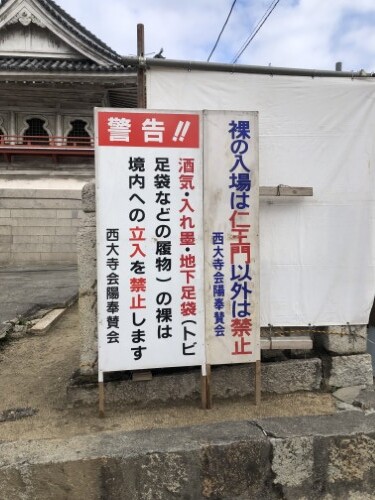 警告!!
酒気・入れ墨・地下足袋(トビ
足袋などの履物)の裸は
境内への立入を禁止します
西大寺会陽奉賛会
裸の入場は仁王門以外は禁止
西大寺会陽奉賛会